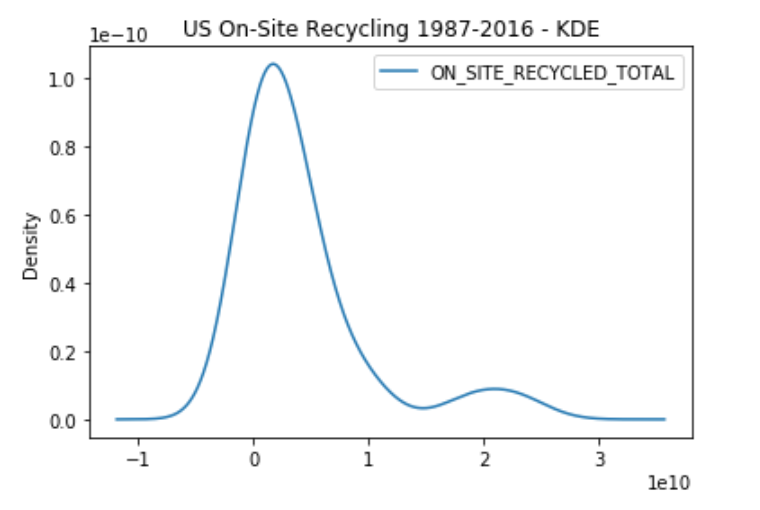 US On-Site Recycling 1987-2016 - KDE
1e−10
ON_SITE_RECYCLED_TOTAL
1.0
0.8
0.6
0.4
0.2
0.0
Density
−1 0 1 2 3
1e10